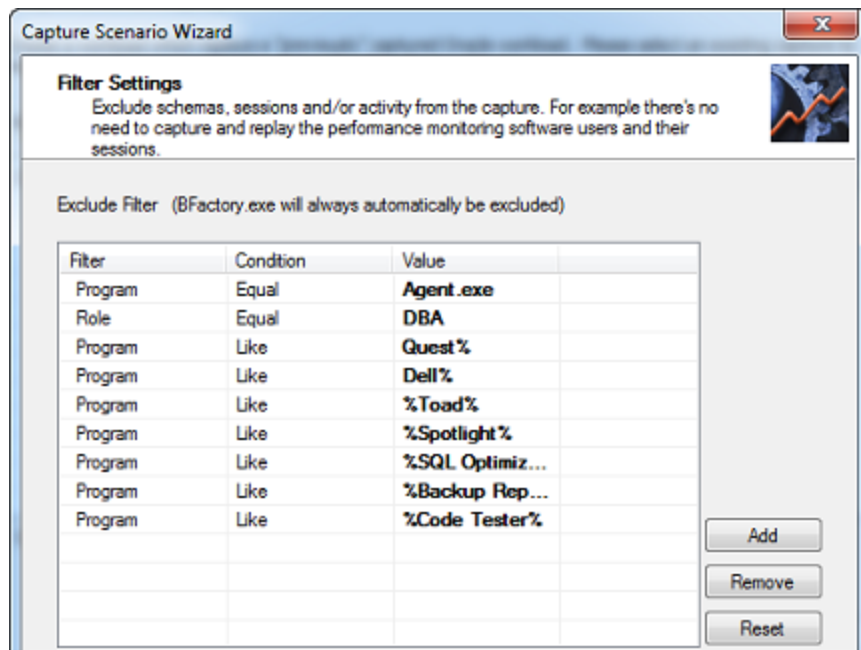 Capture Scenario Wizard
Filter Settings
Exclude schemas, sessions and/or activity from the capture. For example there's no
need to capture and replay the performance monitoring software users and their
sessions.
Exclude Filter (BFactory.exe will always automatically be excluded)
Filter Condition Value
Program Equal Agent.exe
Role Equal DBA
Program Like Quest%
Program Like Dell%
Program Like %Toad%
Program Like %Spotlight%
Program Like %SQL Optimiz...
Program Like %Backup Rep...
Program Like %Code Tester%
Add
Remove
Reset